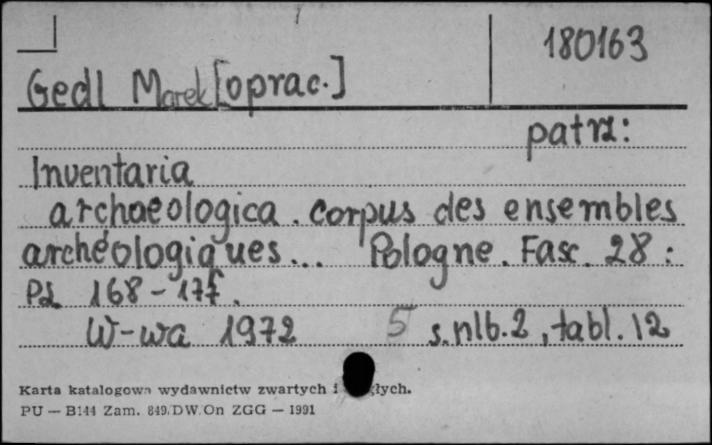 180163
Gedl Marek [oprac.]
patrz:
Inventaria
archaeologica. corpus des ensembles
archéologiques... Pologne. Fasc. 28:
Pl. 168-177.
W-wa 1972 5 s. nlb. 2, tabl. 12
Karta katalogowa wydawnictw zwartych i
PU — B144 Zam. 849/DW.On ZGG — 1991